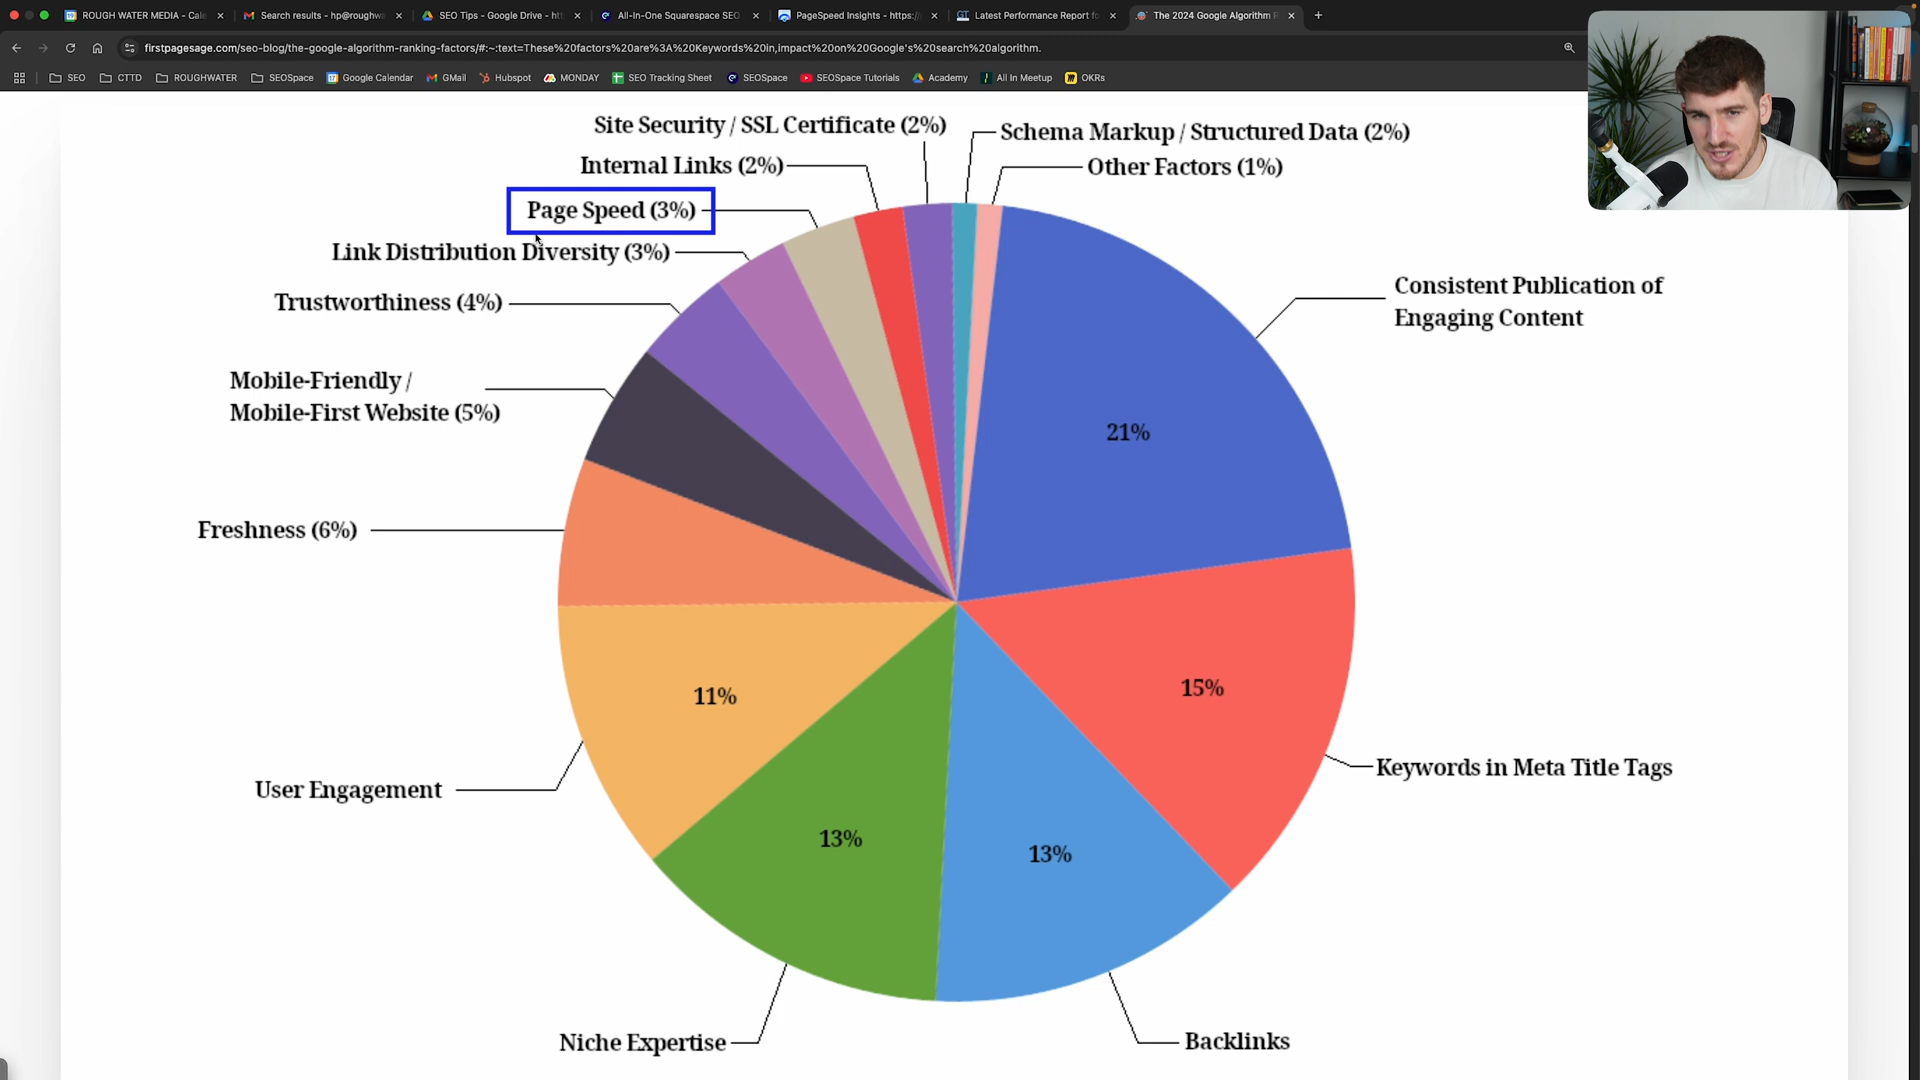 ROUGH WATER MEDIA - Cale
Search results - hp@roughwa
SEO Tips - Google Drive - htt
All-In-One Squarespace SEO
PageSpeed Insights - https://
Latest Performance Report fo
The 2024 Google Algorithm R
firstpagesage.com/seo-blog/the-google-algorithm-ranking-factors/#:~:text=These%20factors%20are%3A%20Keywords%20in,impact%20on%20Google's%20search%20algorithm.
SEO
CTTD
ROUGHWATER
SEOSpace
Google Calendar
GMail
Hubspot
MONDAY
SEO Tracking Sheet
SEOSpace
SEOSpace Tutorials
Academy
All In Meetup
OKRs
Site Security / SSL Certificate (2%)
Schema Markup / Structured Data (2%)
Internal Links (2%)
Other Factors (1%)
Page Speed (3%)
Link Distribution Diversity (3%)
Trustworthiness (4%)
Consistent Publication of
Engaging Content
Mobile-Friendly /
Mobile-First Website (5%)
21%
Freshness (6%)
11%
15%
User Engagement
Keywords in Meta Title Tags
13%
13%
Niche Expertise
Backlinks